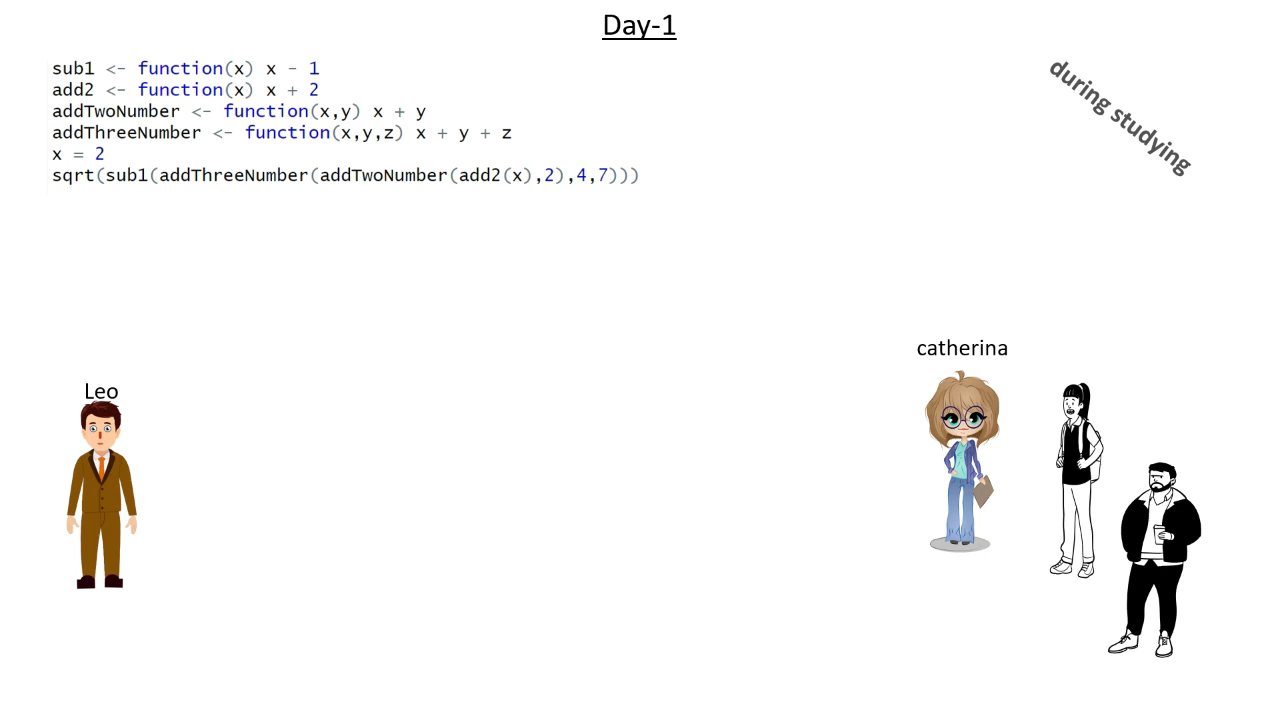 Day-1
sub1 <- function(x) x - 1
add2 <- function(x) x + 2
addTwoNumber <- function(x,y) x + y
addThreeNumber <- function(x,y,z) x + y + z
x = 2
sqrt(sub1(addThreeNumber(addTwoNumber(add2(x),2),4,7)))
during studying
catherina
Leo